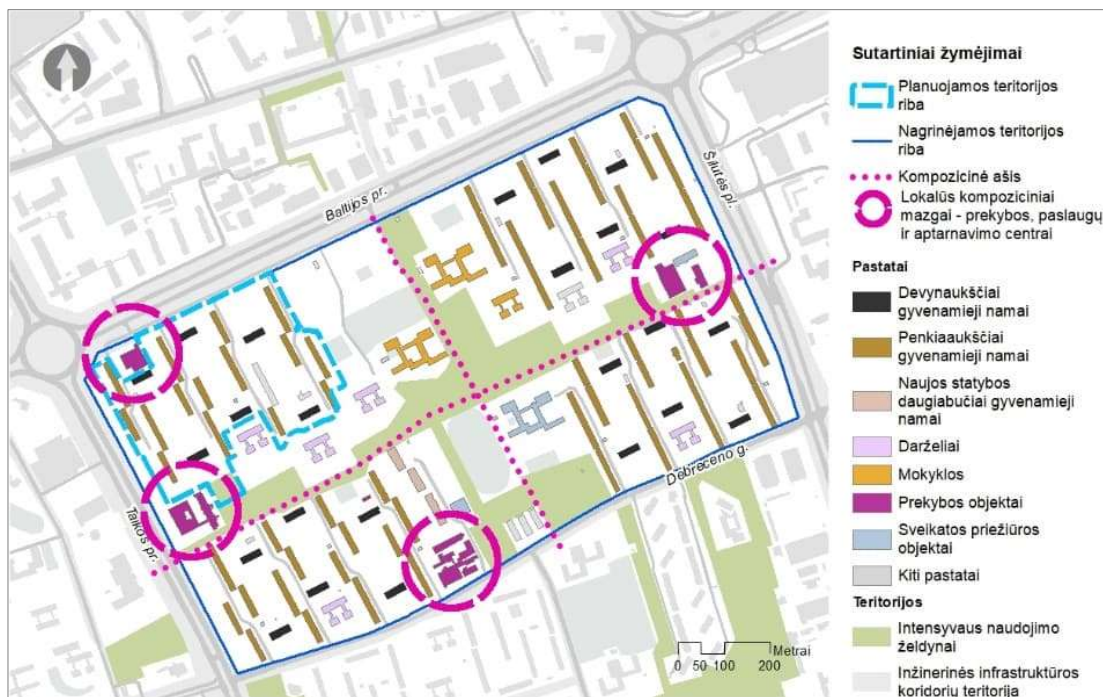 Baltijos pr.
Šilutės pl.
Debreceno g.
Taikos pr.
Metrai
0 50 100 200
Sutartiniai žymėjimai
Planuojamos teritorijos
riba
Nagrinėjamos teritorijos
riba
Kompozicinė ašis
Lokalūs kompoziciniai
mazgai - prekybos, paslaugų
ir aptarnavimo centrai
Pastatai
Devynaukščiai
gyvenamieji namai
Penkiaaukščiai
gyvenamieji namai
Naujos statybos
daugiabučiai gyvenamieji
namai
Darželiai
Mokyklos
Prekybos objektai
Sveikatos priežiūros
objektai
Kiti pastatai
Teritorijos
Intensyvaus naudojimo
želdynai
Inžinerinės infrastruktūros
koridorių teritorija